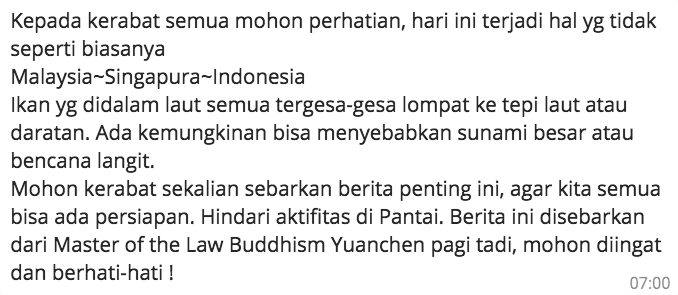 Kepada kerabat semua mohon perhatian, hari ini terjadi hal yg tidak
seperti biasanya
Malaysia~Singapura~Indonesia
Ikan yg didalam laut semua tergesa-gesa lompat ke tepi laut atau
daratan. Ada kemungkinan bisa menyebabkan sunami besar atau
bencana langit.
Mohon kerabat sekalian sebarkan berita penting ini, agar kita semua
bisa ada persiapan. Hindari aktifitas di Pantai. Berita ini disebarkan
dari Master of the Law Buddhism Yuanchen pagi tadi, mohon diingat
dan berhati-hati !
07:00